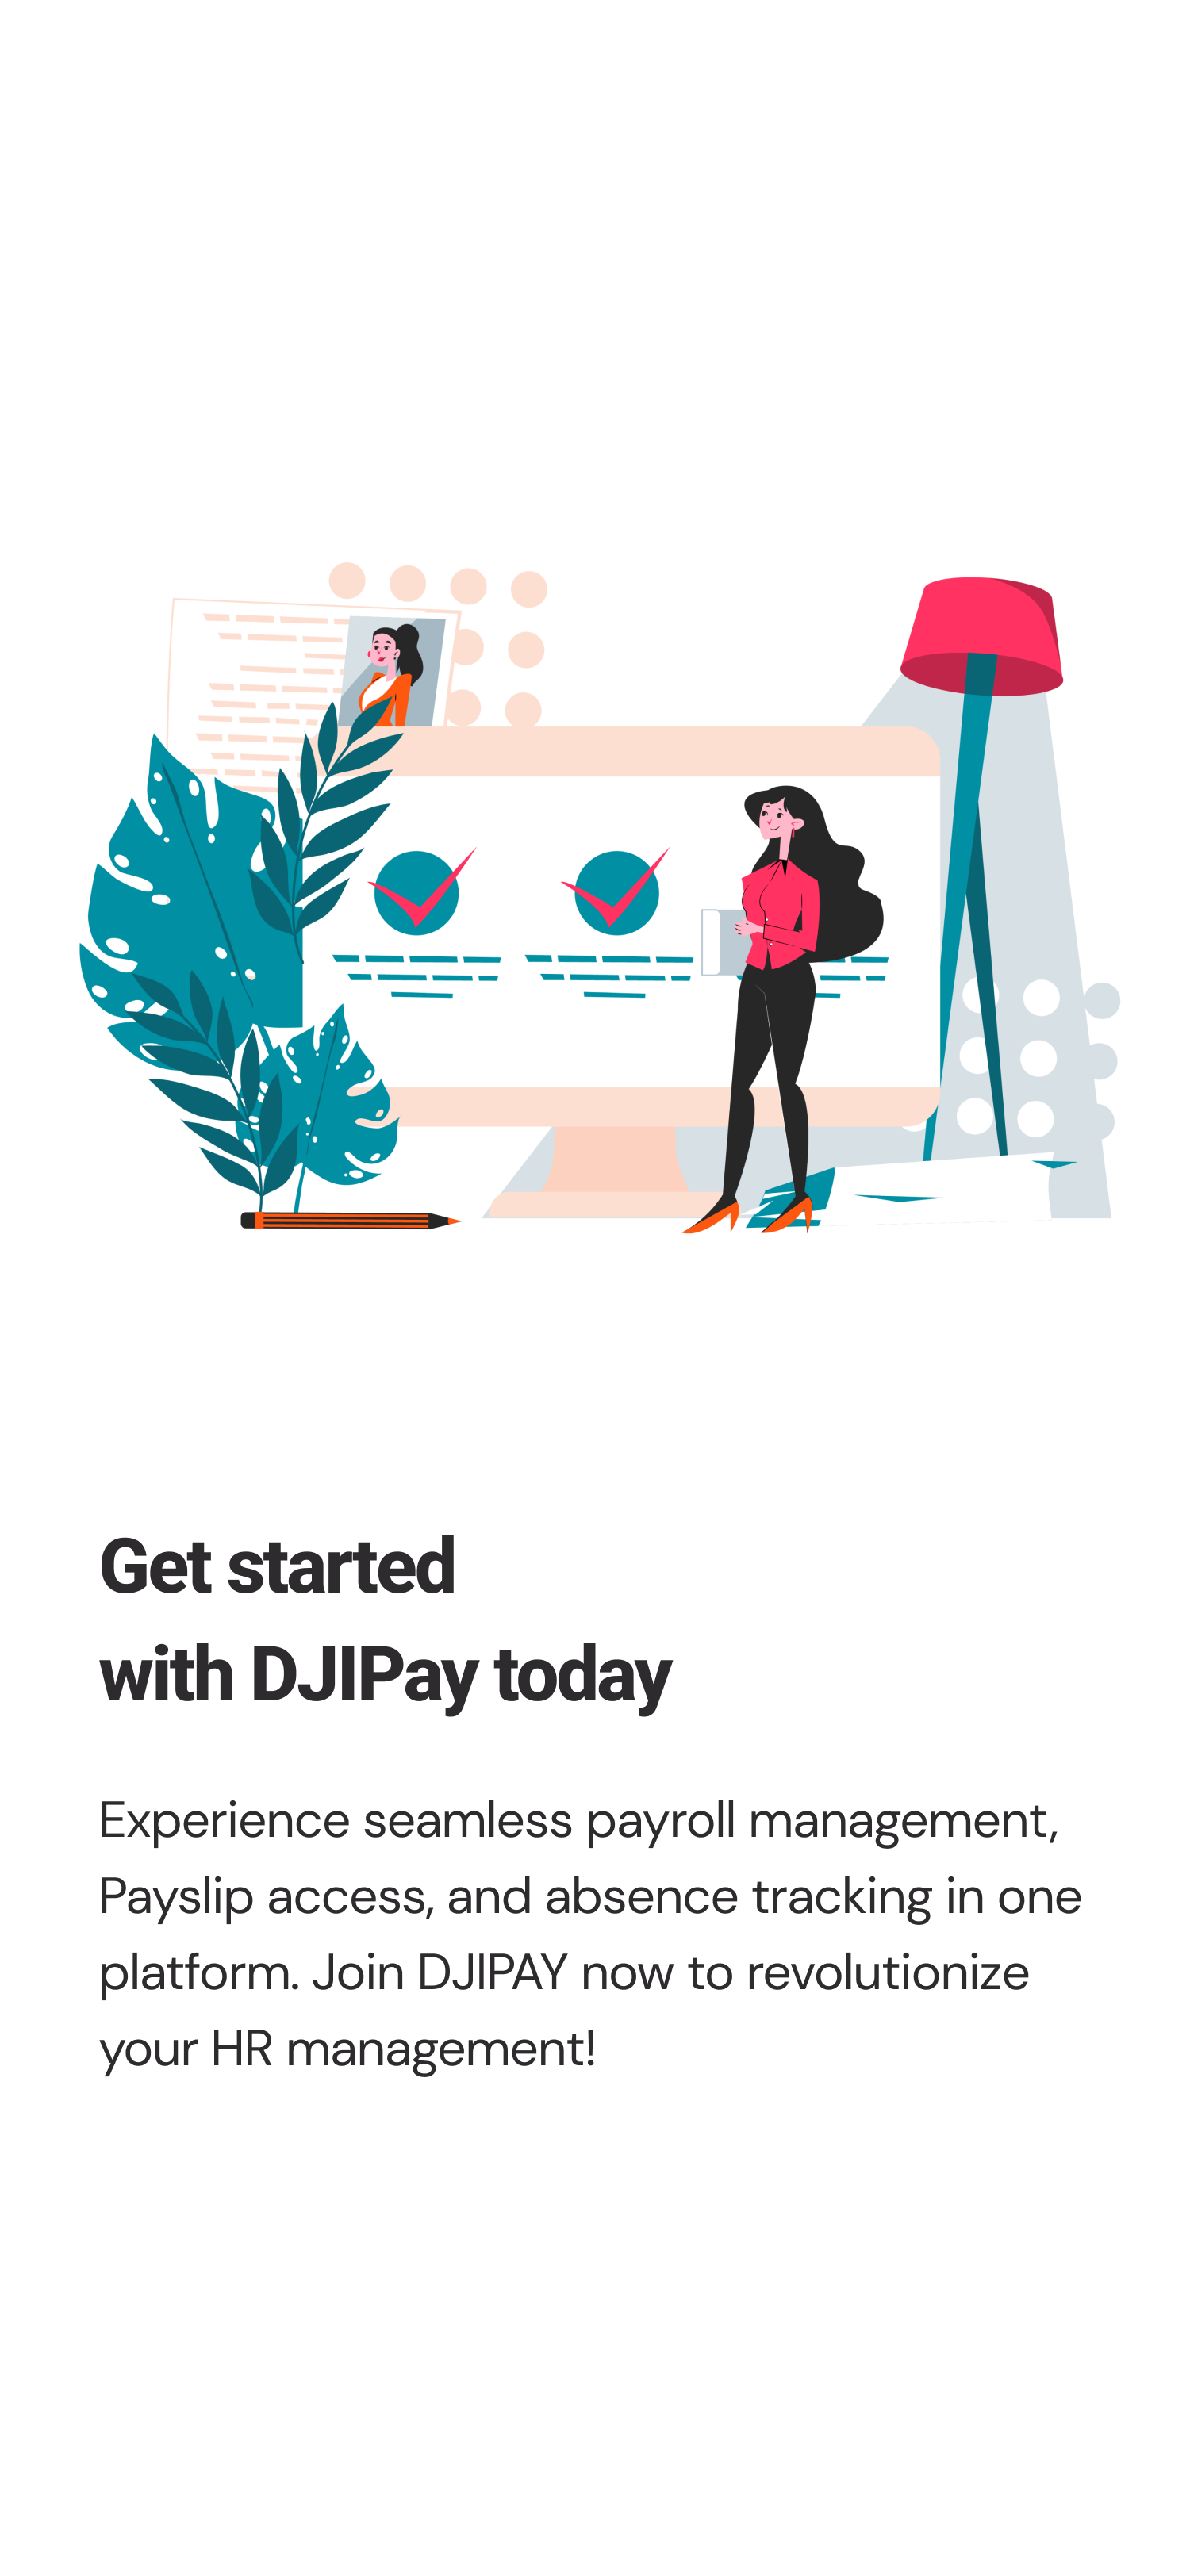 Get started
with DJIPay today
Experience seamless payroll management,
Payslip access, and absence tracking in one
platform. Join DJIPAY now to revolutionize
your HR management!